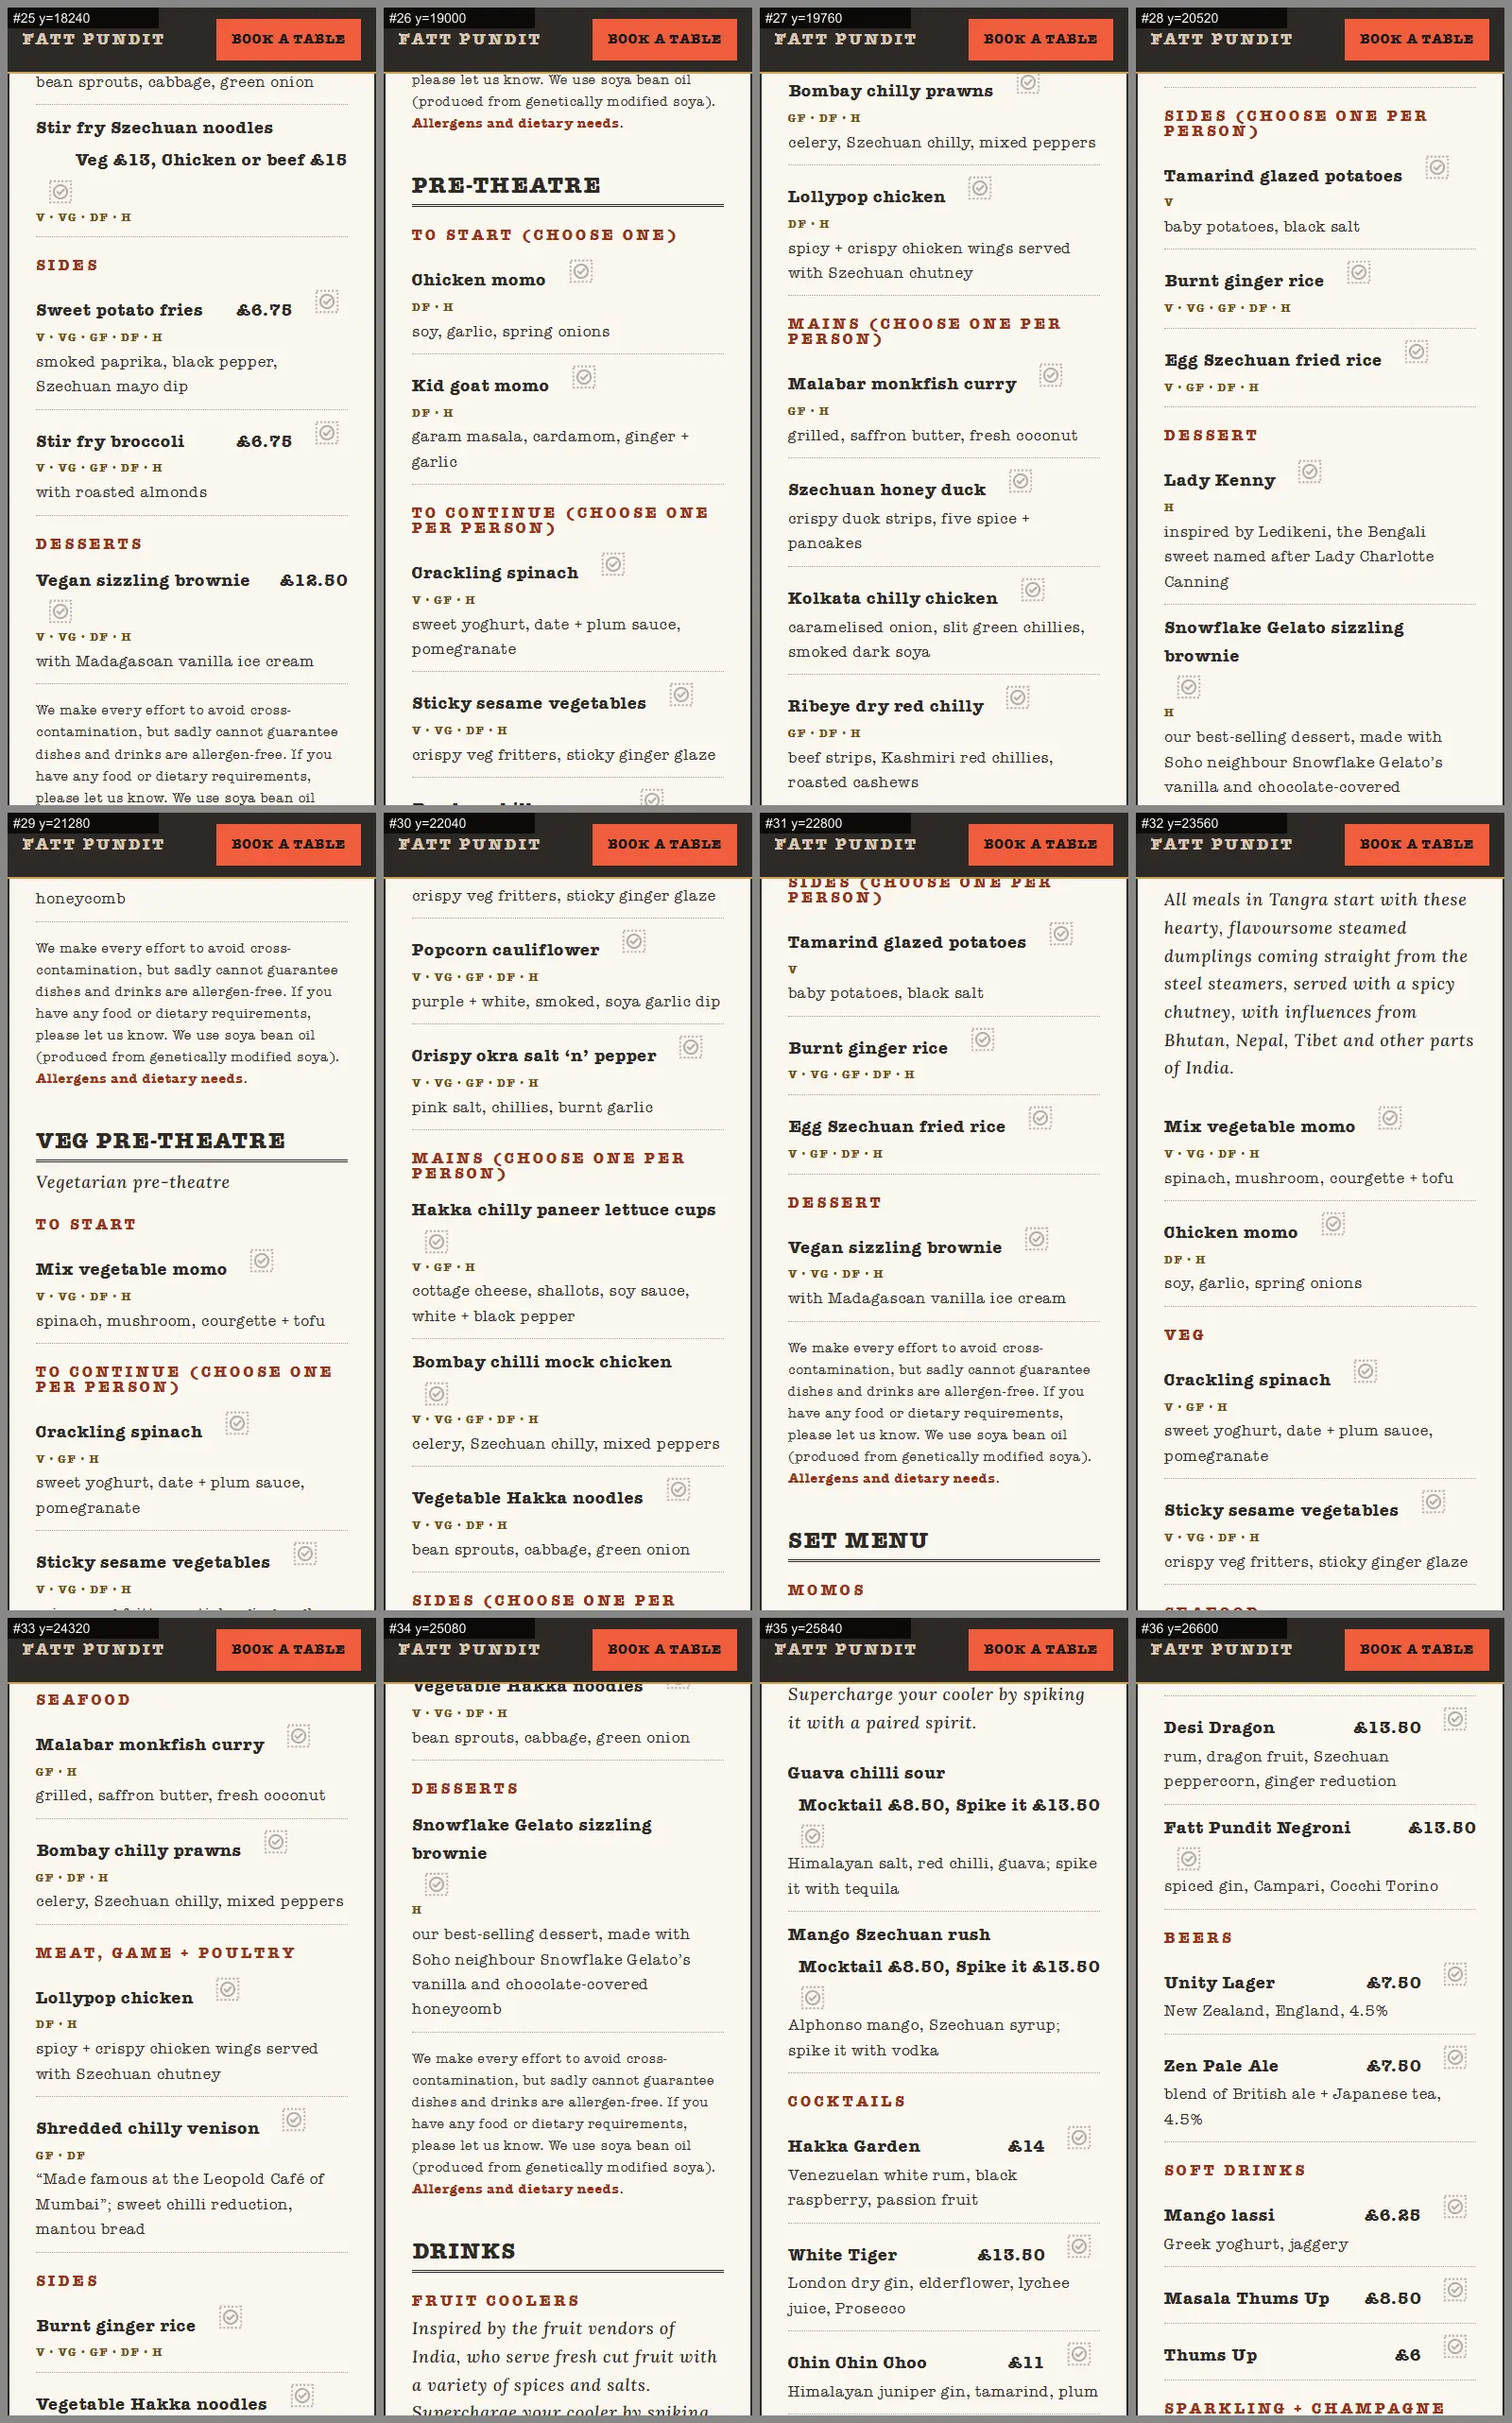 #25 y=18240
FATT PUNDIT
BOOK A TABLE
bean sprouts, cabbage, green onion
Stir fry Szechuan noodles
Veg £13, Chicken or beef £15
V · VG · DF · H
SIDES
Sweet potato fries £6.75
V · VG · GF · DF · H
smoked paprika, black pepper,
Szechuan mayo dip
Stir fry broccoli £6.75
V · VG · GF · DF · H
with roasted almonds
DESSERTS
Vegan sizzling brownie £12.50
V · VG · DF · H
with Madagascan vanilla ice cream
We make every effort to avoid cross-
contamination, but sadly cannot guarantee
dishes and drinks are allergen-free. If you
have any food or dietary requirements,
please let us know. We use soya bean oil
#26 y=19000
FATT PUNDIT
BOOK A TABLE
please let us know. We use soya bean oil
(produced from genetically modified soya).
Allergens and dietary needs.
PRE-THEATRE
TO START (CHOOSE ONE)
Chicken momo
DF · H
soy, garlic, spring onions
Kid goat momo
DF · H
garam masala, cardamom, ginger +
garlic
TO CONTINUE (CHOOSE ONE
PER PERSON)
Crackling spinach
V · GF · H
sweet yoghurt, date + plum sauce,
pomegranate
Sticky sesame vegetables
V · VG · DF · H
crispy veg fritters, sticky ginger glaze
#27 y=19760
FATT PUNDIT
BOOK A TABLE
Bombay chilly prawns
GF · DF · H
celery, Szechuan chilly, mixed peppers
Lollypop chicken
DF · H
spicy + crispy chicken wings served
with Szechuan chutney
MAINS (CHOOSE ONE PER
PERSON)
Malabar monkfish curry
GF · H
grilled, saffron butter, fresh coconut
Szechuan honey duck
crispy duck strips, five spice +
pancakes
Kolkata chilly chicken
caramelised onion, slit green chillies,
smoked dark soya
Ribeye dry red chilly
GF · DF · H
beef strips, Kashmiri red chillies,
roasted cashews
#28 y=20520
FATT PUNDIT
BOOK A TABLE
SIDES (CHOOSE ONE PER
PERSON)
Tamarind glazed potatoes
V
baby potatoes, black salt
Burnt ginger rice
V · VG · GF · DF · H
Egg Szechuan fried rice
V · GF · DF · H
DESSERT
Lady Kenny
H
inspired by Ledikeni, the Bengali
sweet named after Lady Charlotte
Canning
Snowflake Gelato sizzling
brownie
H
our best-selling dessert, made with
Soho neighbour Snowflake Gelato’s
vanilla and chocolate-covered
#29 y=21280
FATT PUNDIT
BOOK A TABLE
honeycomb
We make every effort to avoid cross-
contamination, but sadly cannot guarantee
dishes and drinks are allergen-free. If you
have any food or dietary requirements,
please let us know. We use soya bean oil
(produced from genetically modified soya).
Allergens and dietary needs.
VEG PRE-THEATRE
Vegetarian pre-theatre
TO START
Mix vegetable momo
V · VG · DF · H
spinach, mushroom, courgette + tofu
TO CONTINUE (CHOOSE ONE
PER PERSON)
Crackling spinach
V · GF · H
sweet yoghurt, date + plum sauce,
pomegranate
Sticky sesame vegetables
V · VG · DF · H
#30 y=22040
FATT PUNDIT
BOOK A TABLE
crispy veg fritters, sticky ginger glaze
Popcorn cauliflower
V · VG · GF · DF · H
purple + white, smoked, soya garlic dip
Crispy okra salt ‘n’ pepper
V · VG · GF · DF · H
pink salt, chillies, burnt garlic
MAINS (CHOOSE ONE PER
PERSON)
Hakka chilly paneer lettuce cups
V · GF · H
cottage cheese, shallots, soy sauce,
white + black pepper
Bombay chilli mock chicken
V · VG · GF · DF · H
celery, Szechuan chilly, mixed peppers
Vegetable Hakka noodles
V · VG · DF · H
bean sprouts, cabbage, green onion
SIDES (CHOOSE ONE PER
#31 y=22800
FATT PUNDIT
BOOK A TABLE
SIDES (CHOOSE ONE PER
PERSON)
Tamarind glazed potatoes
V
baby potatoes, black salt
Burnt ginger rice
V · VG · GF · DF · H
Egg Szechuan fried rice
V · GF · DF · H
DESSERT
Vegan sizzling brownie
V · VG · DF · H
with Madagascan vanilla ice cream
We make every effort to avoid cross-
contamination, but sadly cannot guarantee
dishes and drinks are allergen-free. If you
have any food or dietary requirements,
please let us know. We use soya bean oil
(produced from genetically modified soya).
Allergens and dietary needs.
SET MENU
MOMOS
#32 y=23560
FATT PUNDIT
BOOK A TABLE
All meals in Tangra start with these
hearty, flavoursome steamed
dumplings coming straight from the
steel steamers, served with a spicy
chutney, with influences from
Bhutan, Nepal, Tibet and other parts
of India.
Mix vegetable momo
V · VG · DF · H
spinach, mushroom, courgette + tofu
Chicken momo
DF · H
soy, garlic, spring onions
VEG
Crackling spinach
V · GF · H
sweet yoghurt, date + plum sauce,
pomegranate
Sticky sesame vegetables
V · VG · DF · H
crispy veg fritters, sticky ginger glaze
#33 y=24320
FATT PUNDIT
BOOK A TABLE
SEAFOOD
Malabar monkfish curry
GF · H
grilled, saffron butter, fresh coconut
Bombay chilly prawns
GF · DF · H
celery, Szechuan chilly, mixed peppers
MEAT, GAME + POULTRY
Lollypop chicken
DF · H
spicy + crispy chicken wings served
with Szechuan chutney
Shredded chilly venison
GF · DF
“Made famous at the Leopold Café of
Mumbai”; sweet chilli reduction,
mantou bread
SIDES
Burnt ginger rice
V · VG · GF · DF · H
Vegetable Hakka noodles
#34 y=25080
FATT PUNDIT
BOOK A TABLE
Vegetable Hakka noodles
V · VG · DF · H
bean sprouts, cabbage, green onion
DESSERTS
Snowflake Gelato sizzling
brownie
H
our best-selling dessert, made with
Soho neighbour Snowflake Gelato’s
vanilla and chocolate-covered
honeycomb
We make every effort to avoid cross-
contamination, but sadly cannot guarantee
dishes and drinks are allergen-free. If you
have any food or dietary requirements,
please let us know. We use soya bean oil
(produced from genetically modified soya).
Allergens and dietary needs.
DRINKS
FRUIT COOLERS
Inspired by the fruit vendors of
India, who serve fresh cut fruit with
a variety of spices and salts.
Supercharge your cooler by spiking
#35 y=25840
FATT PUNDIT
BOOK A TABLE
Supercharge your cooler by spiking
it with a paired spirit.
Guava chilli sour
Mocktail £8.50, Spike it £13.50
Himalayan salt, red chilli, guava; spike
it with tequila
Mango Szechuan rush
Mocktail £8.50, Spike it £13.50
Alphonso mango, Szechuan syrup;
spike it with vodka
COCKTAILS
Hakka Garden £14
Venezuelan white rum, black
raspberry, passion fruit
White Tiger £13.50
London dry gin, elderflower, lychee
juice, Prosecco
Chin Chin Choo £11
Himalayan juniper gin, tamarind, plum
#36 y=26600
FATT PUNDIT
BOOK A TABLE
Desi Dragon £13.50
rum, dragon fruit, Szechuan
peppercorn, ginger reduction
Fatt Pundit Negroni £13.50
spiced gin, Campari, Cocchi Torino
BEERS
Unity Lager £7.50
New Zealand, England, 4.5%
Zen Pale Ale £7.50
blend of British ale + Japanese tea,
4.5%
SOFT DRINKS
Mango lassi £6.25
Greek yoghurt, jaggery
Masala Thums Up £8.50
Thums Up £6
SPARKLING + CHAMPAGNE